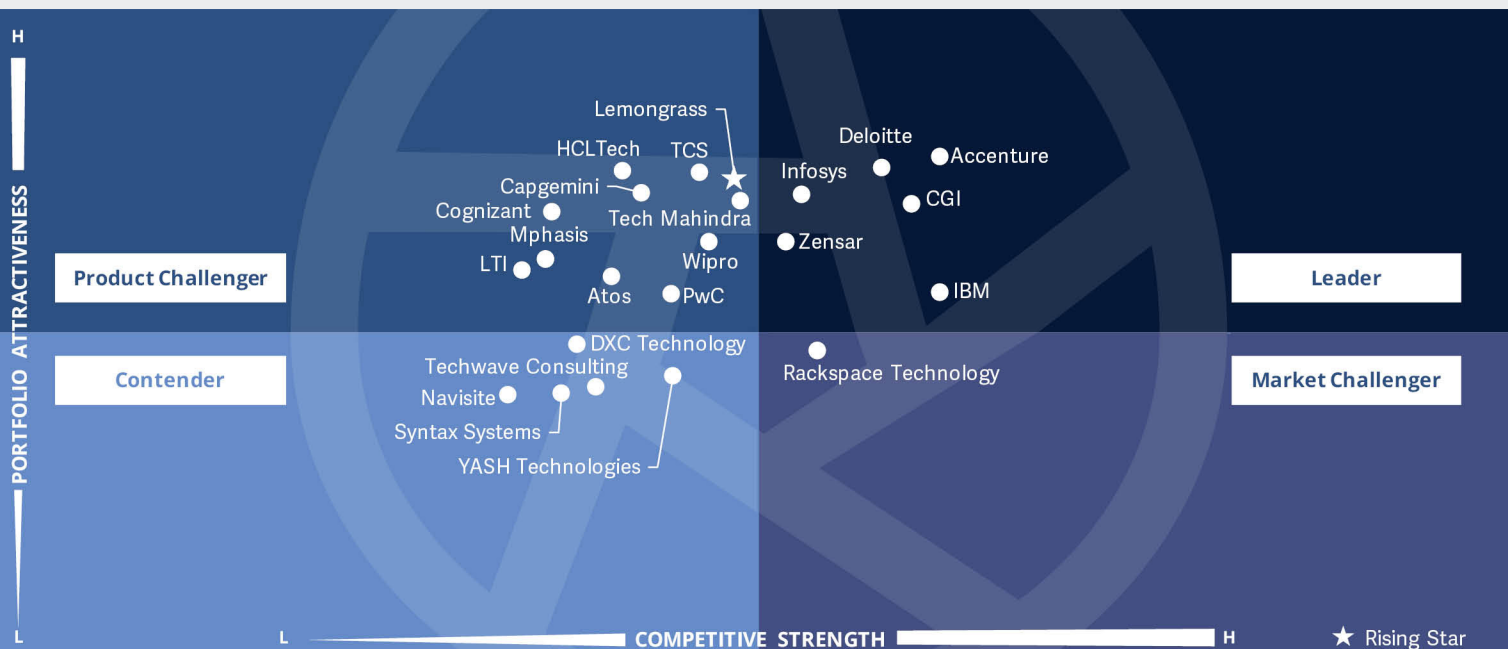 H
Lemongrass
Deloitte
HCLTech
TCS
Accenture
Infosys
Capgemini
CGI
Cognizant
Tech Mahindra
Mphasis
Zensar
LTI
Wipro
Product Challenger
Leader
Atos
PwC
IBM
DXC Technology
Techwave Consulting
Rackspace Technology
Contender
Market Challenger
Navisite
Syntax Systems
YASH Technologies
PORTFOLIO ATTRACTIVENESS
L
L
COMPETITIVE STRENGTH
H
Rising Star